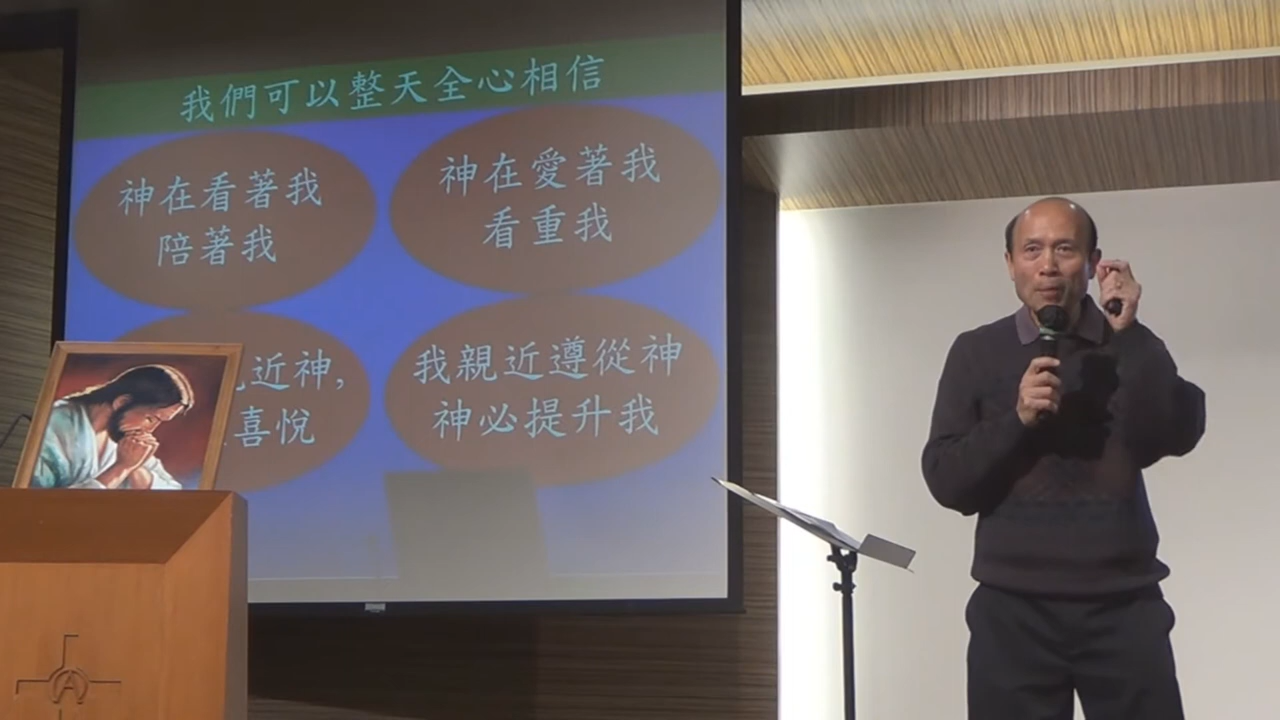 我們可以整天全心相信
神在看著我
陪著我
神在愛著我
看重我
近神,
喜悅
我親近遵從神
神必提升我